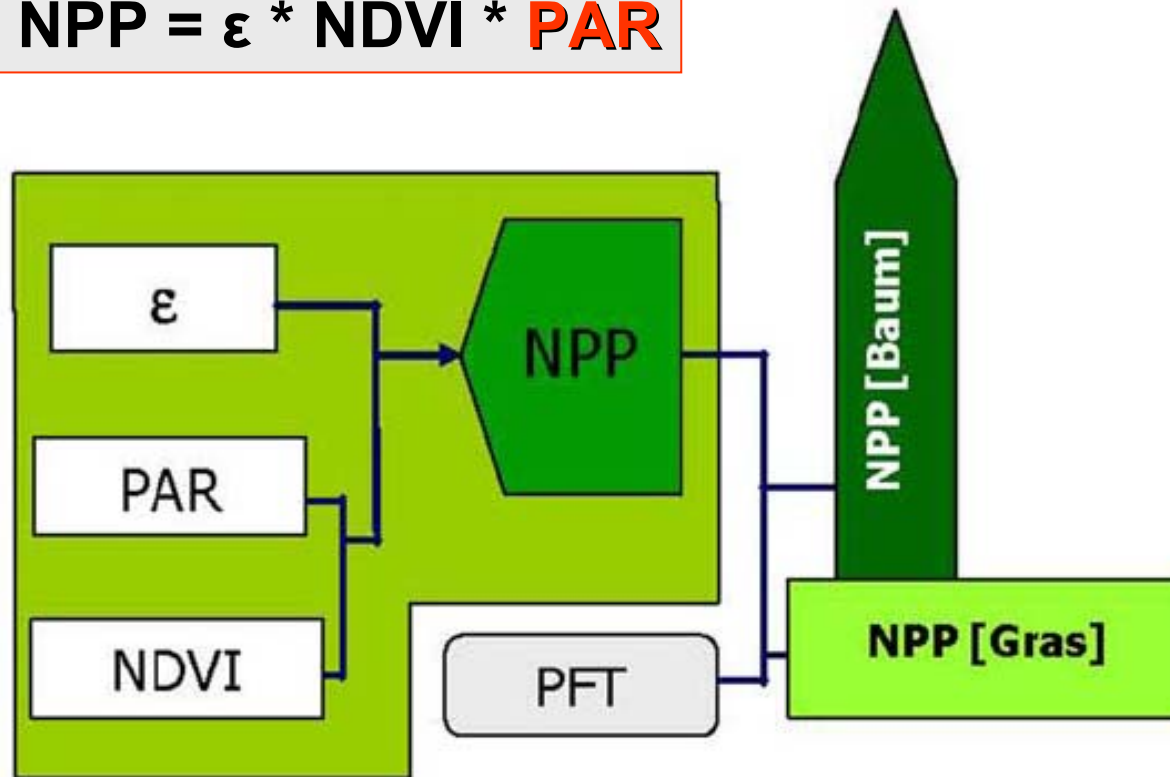 NPP = ε * NDVI * PAR
ε
NPP
PAR
NDVI
PFT
NPP [Baum]
NPP [Gras]